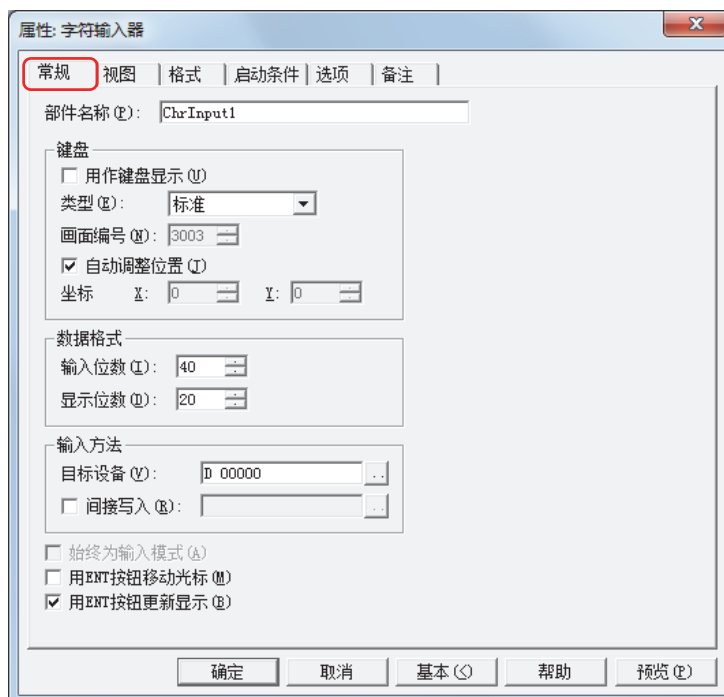 属性: 字符输入器
常规 视图 格式 启动条件 选项 备注
部件名称(P): ChrInput1
键盘
用作键盘显示(U)
类型(E): 标准
画面编号(N): 3003
自动调整位置(J)
坐标 X: 0 Y: 0
数据格式
输入位数(I): 40
显示位数(D): 20
输入方法
目标设备(V): D 00000 ..
间接写入(R): ..
始终为输入模式(A)
用ENT按钮移动光标(M)
用ENT按钮更新显示(B)
确定 取消 基本(<) 帮助 预览(P)